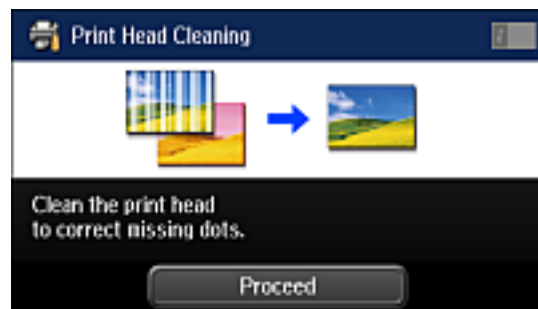 Print Head Cleaning
Clean the print head
to correct missing dots.
Proceed